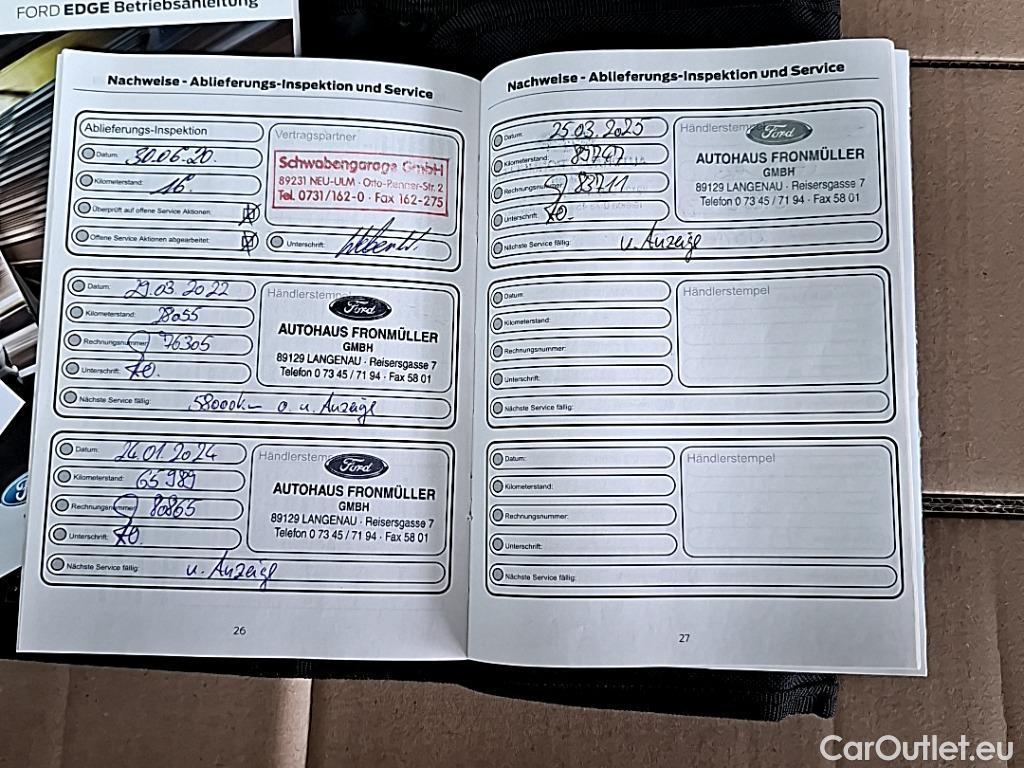 FORD EDGE Betriebsanleitung
Nachweise - Ablieferungs-Inspektion und Service
Ablieferungs-Inspektion
Datum: 30.06.20.
Kilometerstand: 16.
Überprüft auf offene Service Aktionen:
Offene Service Aktionen abgearbeitet:
Vertragspartner
Schwabengarage GmbH
89231 NEU-ULM · Otto-Renner-Str. 2
Tel. 0731/162-0 · Fax 162-275
Unterschrift:
Datum: 29.03.2022
Kilometerstand:
Rechnungsnummer: 76305
Unterschrift:
Händlerstempel
Ford
AUTOHAUS FRONMÜLLER
GMBH
89129 LANGENAU · Reisersgasse 7
Telefon 0 73 45 / 71 94 · Fax 58 01
Nächste Service fällig: 58000km o. n. Anzeige
Datum: 24.01.2024
Kilometerstand: 65989
Rechnungsnummer: 80865
Unterschrift:
Händlerstempel
Ford
AUTOHAUS FRONMÜLLER
GMBH
89129 LANGENAU · Reisersgasse 7
Telefon 0 73 45 / 71 94 · Fax 58 01
Nächste Service fällig: n. Anzeige
26
Nachweise - Ablieferungs-Inspektion und Service
Datum: 25.03.2025
Kilometerstand:
Rechnungsnummer: 83711
Unterschrift:
Händlerstempel
Ford
AUTOHAUS FRONMÜLLER
GMBH
89129 LANGENAU · Reisersgasse 7
Telefon 0 73 45 / 71 94 · Fax 58 01
Nächste Service fällig: n. Anzeige
Datum:
Kilometerstand:
Rechnungsnummer:
Unterschrift:
Händlerstempel
Nächste Service fällig:
Datum:
Kilometerstand:
Rechnungsnummer:
Unterschrift:
Händlerstempel
Nächste Service fällig:
27
CarOutlet.eu